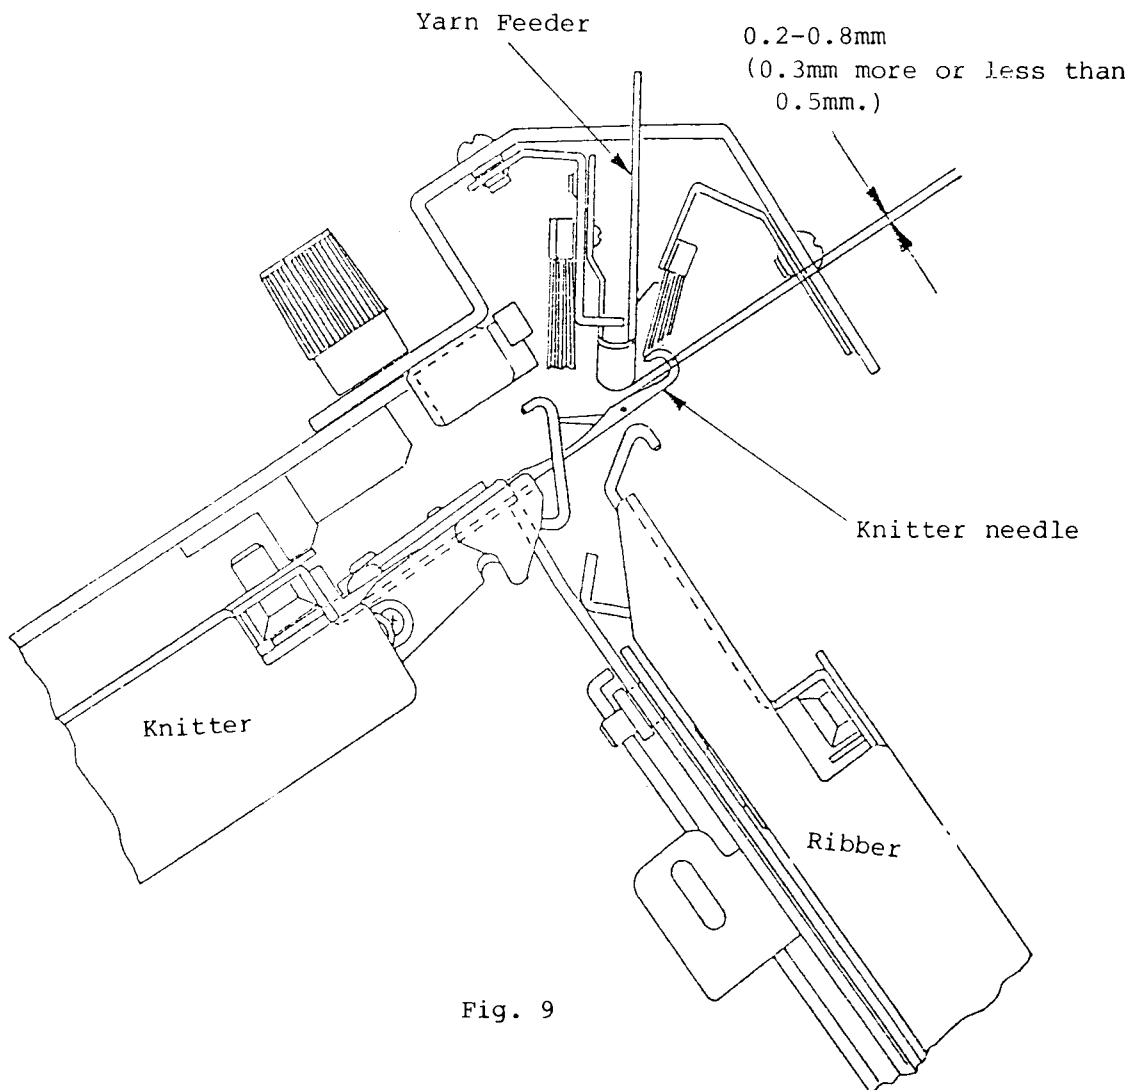 Yarn Feeder
0.2-0.8mm
(0.3mm more or less than
0.5mm.)
Knitter needle
Knitter
Ribber
Fig. 9